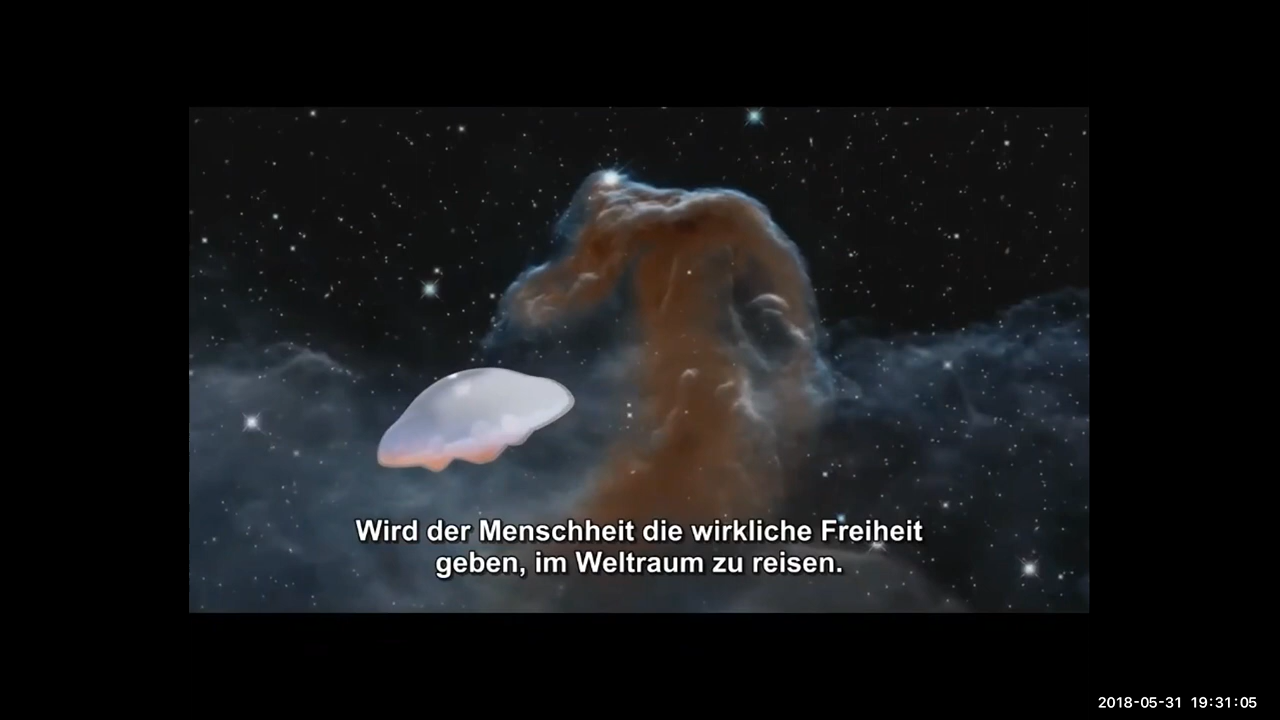 Wird der Menschheit die wirkliche Freiheit
geben, im Weltraum zu reisen.
2018-05-31 19:31:05